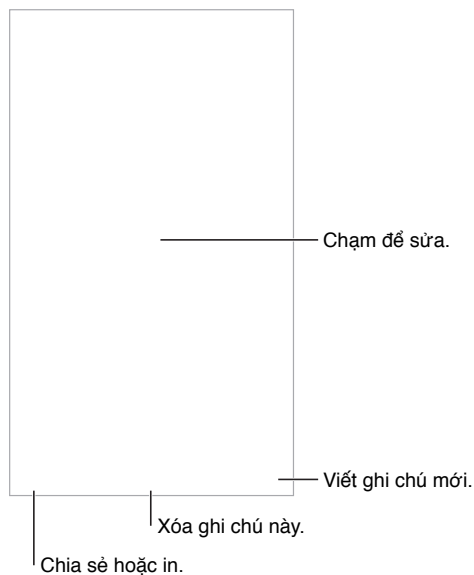 Chạm để sửa.
Viết ghi chú mới.
Xóa ghi chú này.
Chia sẻ hoặc in.